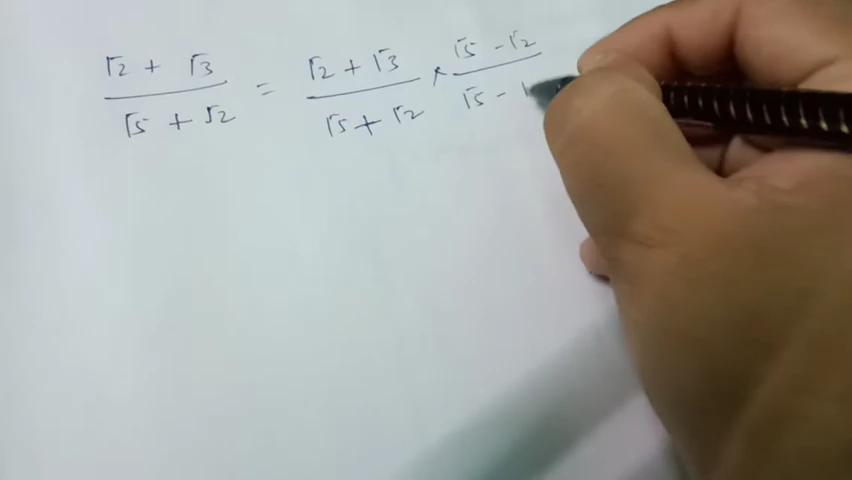 (√2 + √3)/(√5 + √2) = (√2 + √3)/(√5 + √2) × (√5 - √2)/(√5 -